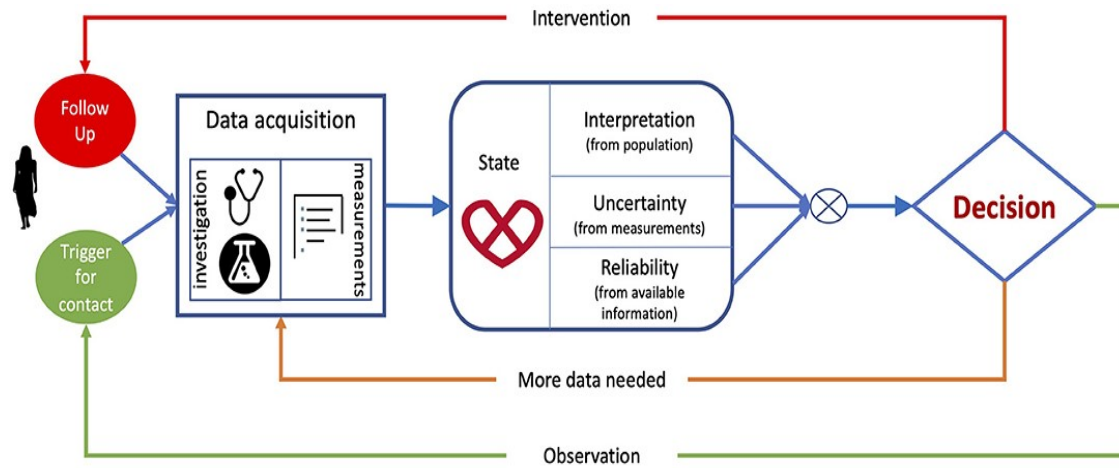 Intervention
Follow
Up
Trigger
for
contact
Data acquisition
investigation
measurements
State
Interpretation
(from population)
Uncertainty
(from measurements)
Reliability
(from available
information)
Decision
More data needed
Observation